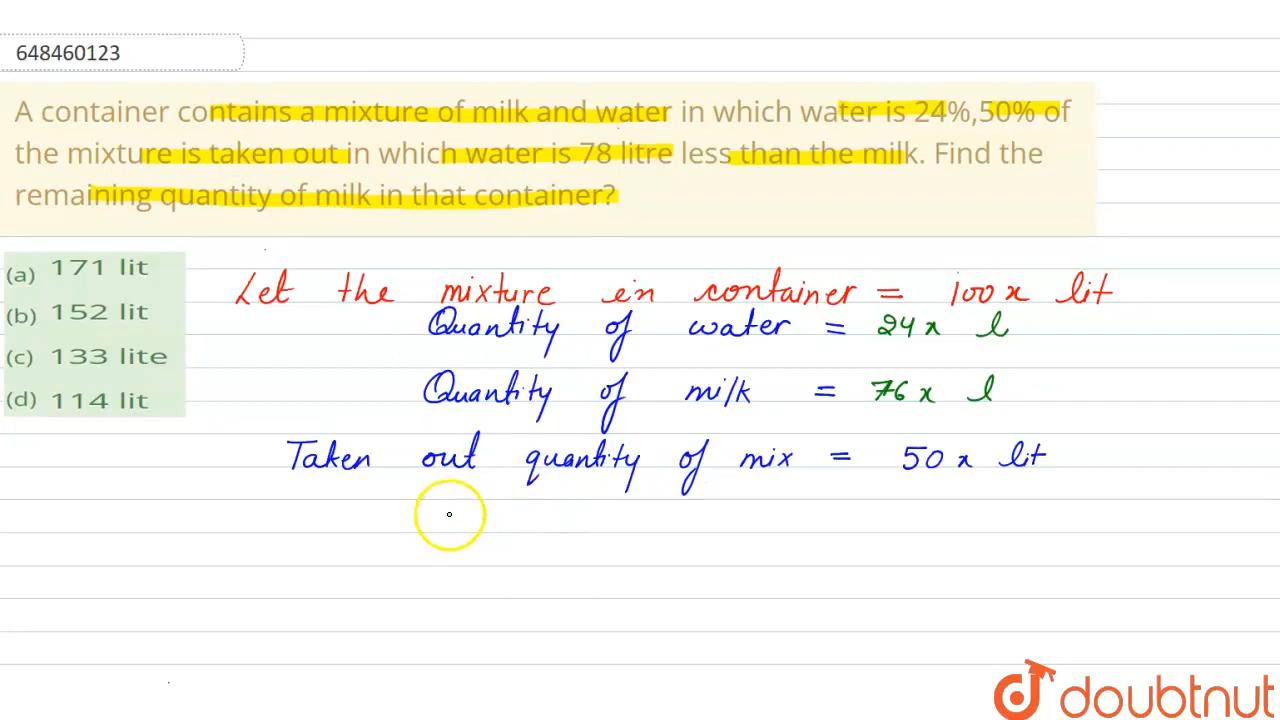 648460123
A container contains a mixture of milk and water in which water is 24%,50% of
the mixture is taken out in which water is 78 litre less than the milk. Find the
remaining quantity of milk in that container?
(a) 171 lit
(b) 152 lit
(c) 133 lite
(d) 114 lit
Let the mixture in container = 100x lit
Quantity of water = 24x l
Quantity of milk = 76x l
Taken out quantity of mix = 50x lit
doubtnut